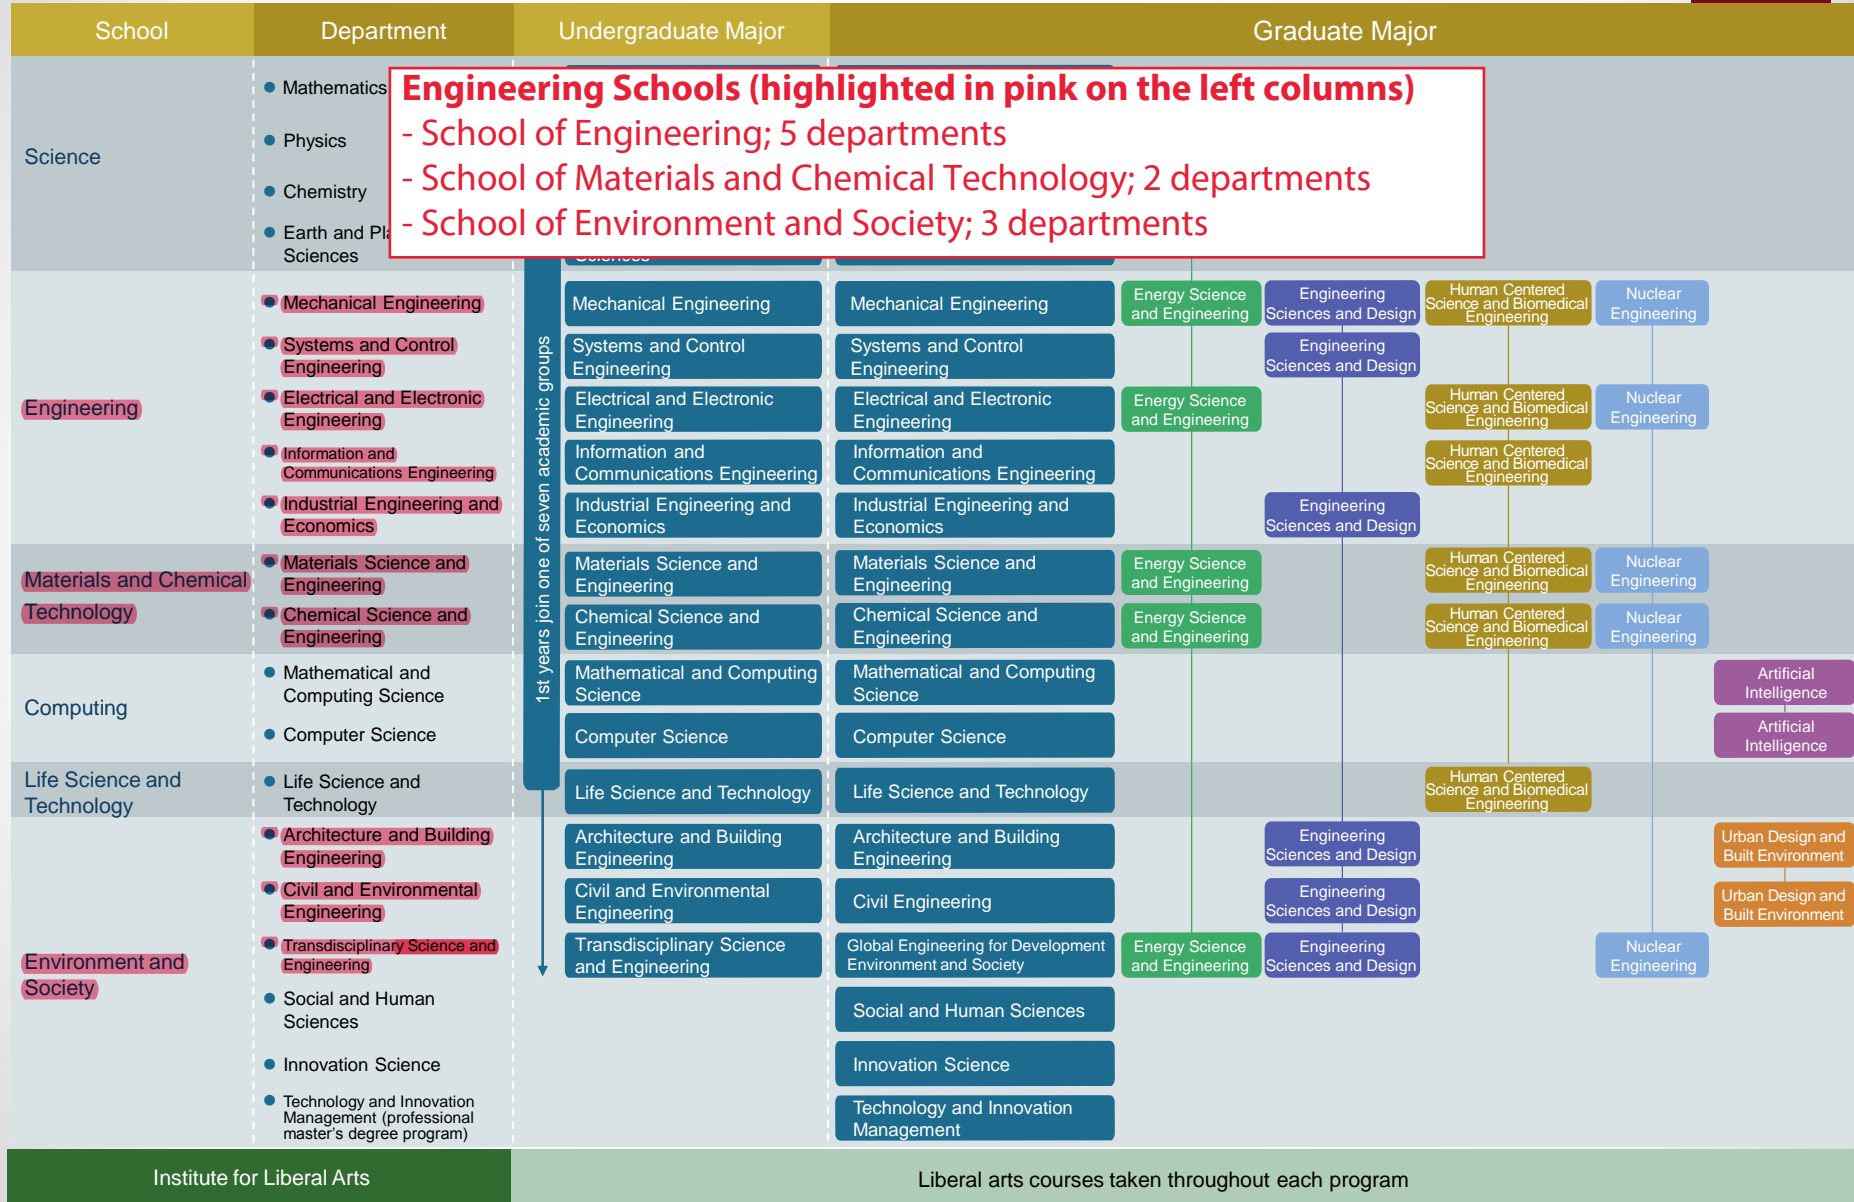 School
Department
Undergraduate Major
Graduate Major
Engineering Schools (highlighted in pink on the left columns)
- School of Engineering; 5 departments
- School of Materials and Chemical Technology; 2 departments
- School of Environment and Society; 3 departments
Science
Mathematics
Physics
Chemistry
Earth and
Sciences
Sciences
1st years join one of seven academic groups
Engineering
Mechanical Engineering
Mechanical Engineering
Mechanical Engineering
Energy Science
and Engineering
Engineering
Sciences and Design
Human Centered
Science and Biomedical
Engineering
Nuclear
Engineering
Systems and Control
Engineering
Systems and Control
Engineering
Systems and Control
Engineering
Engineering
Sciences and Design
Electrical and Electronic
Engineering
Electrical and Electronic
Engineering
Electrical and Electronic
Engineering
Energy Science
and Engineering
Human Centered
Science and Biomedical
Engineering
Nuclear
Engineering
Information and
Communications Engineering
Information and
Communications Engineering
Information and
Communications Engineering
Human Centered
Science and Biomedical
Engineering
Industrial Engineering and
Economics
Industrial Engineering and
Economics
Industrial Engineering and
Economics
Engineering
Sciences and Design
Materials and Chemical
Technology
Materials Science and
Engineering
Materials Science and
Engineering
Materials Science and
Engineering
Energy Science
and Engineering
Human Centered
Science and Biomedical
Engineering
Nuclear
Engineering
Chemical Science and
Engineering
Chemical Science and
Engineering
Chemical Science and
Engineering
Energy Science
and Engineering
Human Centered
Science and Biomedical
Engineering
Nuclear
Engineering
Computing
Mathematical and
Computing Science
Mathematical and Computing
Science
Mathematical and Computing
Science
Artificial
Intelligence
Computer Science
Computer Science
Computer Science
Artificial
Intelligence
Life Science and
Technology
Life Science and
Technology
Life Science and Technology
Life Science and Technology
Human Centered
Science and Biomedical
Engineering
Environment and
Society
Architecture and Building
Engineering
Architecture and Building
Engineering
Architecture and Building
Engineering
Engineering
Sciences and Design
Urban Design and
Built Environment
Civil and Environmental
Engineering
Civil and Environmental
Engineering
Civil Engineering
Engineering
Sciences and Design
Urban Design and
Built Environment
Transdisciplinary Science and
Engineering
Transdisciplinary Science
and Engineering
Global Engineering for Development
Environment and Society
Energy Science
and Engineering
Engineering
Sciences and Design
Nuclear
Engineering
Social and Human
Sciences
Social and Human Sciences
Innovation Science
Innovation Science
Technology and Innovation
Management (professional
master's degree program)
Technology and Innovation
Management
Institute for Liberal Arts
Liberal arts courses taken throughout each program